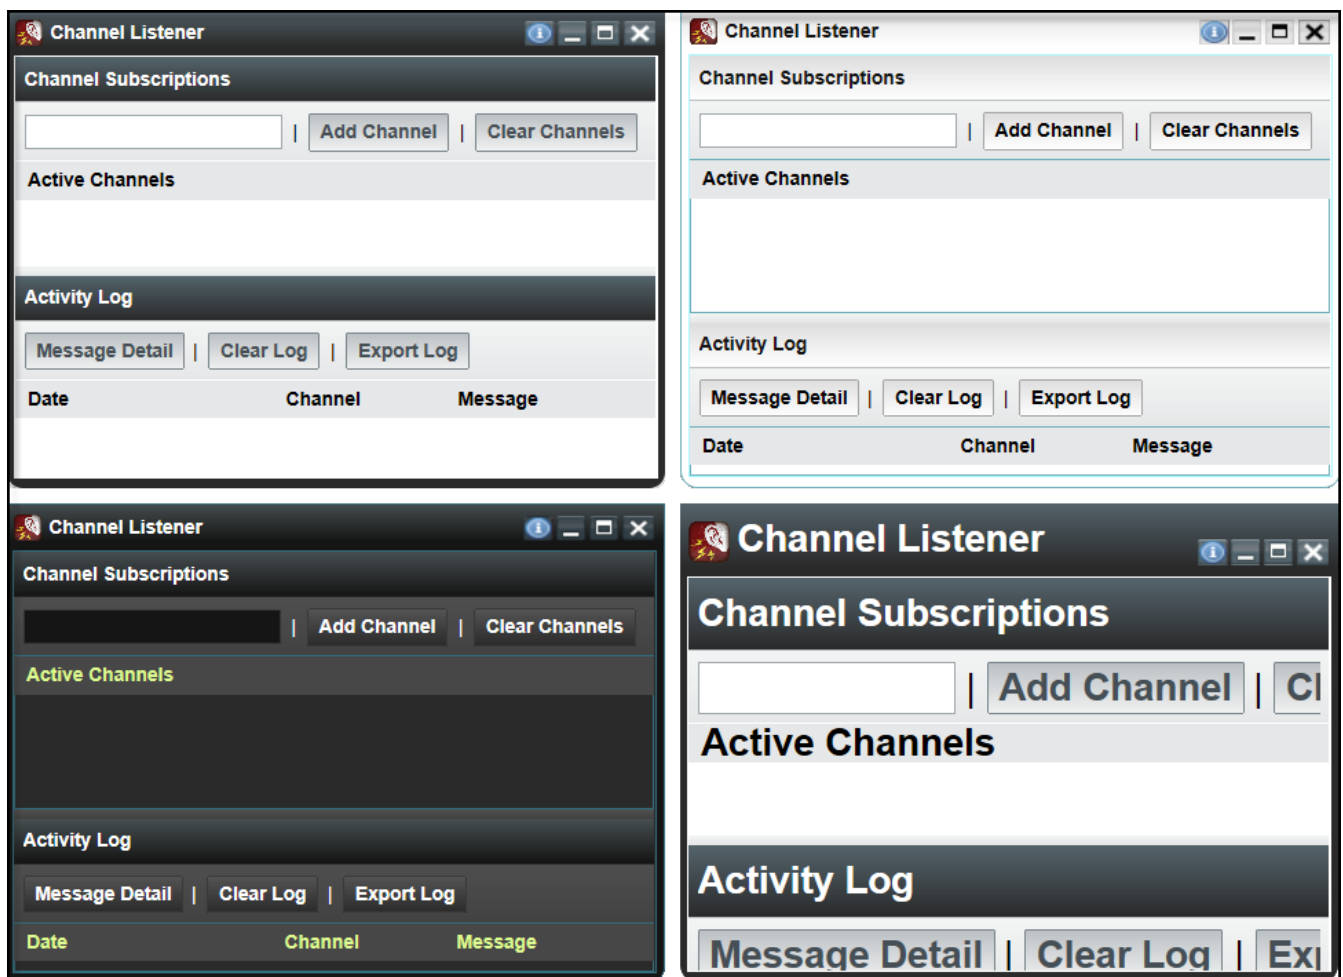 Channel Listener
Channel Subscriptions
| Add Channel | Clear Channels
Active Channels
Activity Log
Message Detail | Clear Log | Export Log
Date Channel Message
Channel Listener
Channel Subscriptions
| Add Channel | Clear Channels
Active Channels
Activity Log
Message Detail | Clear Log | Export Log
Date Channel Message
Channel Listener
Channel Subscriptions
| Add Channel | Clear Channels
Active Channels
Activity Log
Message Detail | Clear Log | Export Log
Date Channel Message
Channel Listener
Channel Subscriptions
| Add Channel | Cl
Active Channels
Activity Log
Message Detail | Clear Log | Ex